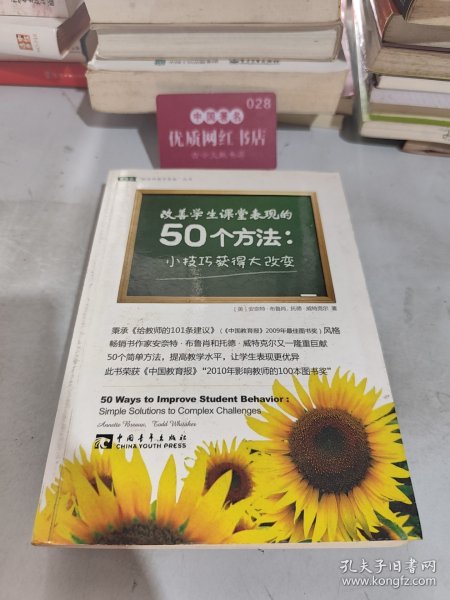 028
中国著名
优质网红书店
改善学生课堂表现的
50个方法：
小技巧获得大改变
[美] 安奈特·布鲁肖, 托德·威特克尔 著
秉承《给教师的101条建议》(《中国教育报》2009年最佳图书奖) 风格
畅销书作家安奈特·布鲁肖和托德·威特克尔又一隆重巨献
50个简单方法，提高教学水平，让学生表现更优异
此书荣获《中国教育报》“2010年影响教师的100本图书奖”
50 Ways to Improve Student Behavior :
Simple Solutions to Complex Challenges
Annette Breaux, Todd Whitaker
中国青年出版社
CHINA YOUTH PRESS
孔夫子旧书网
www.kongfz.com